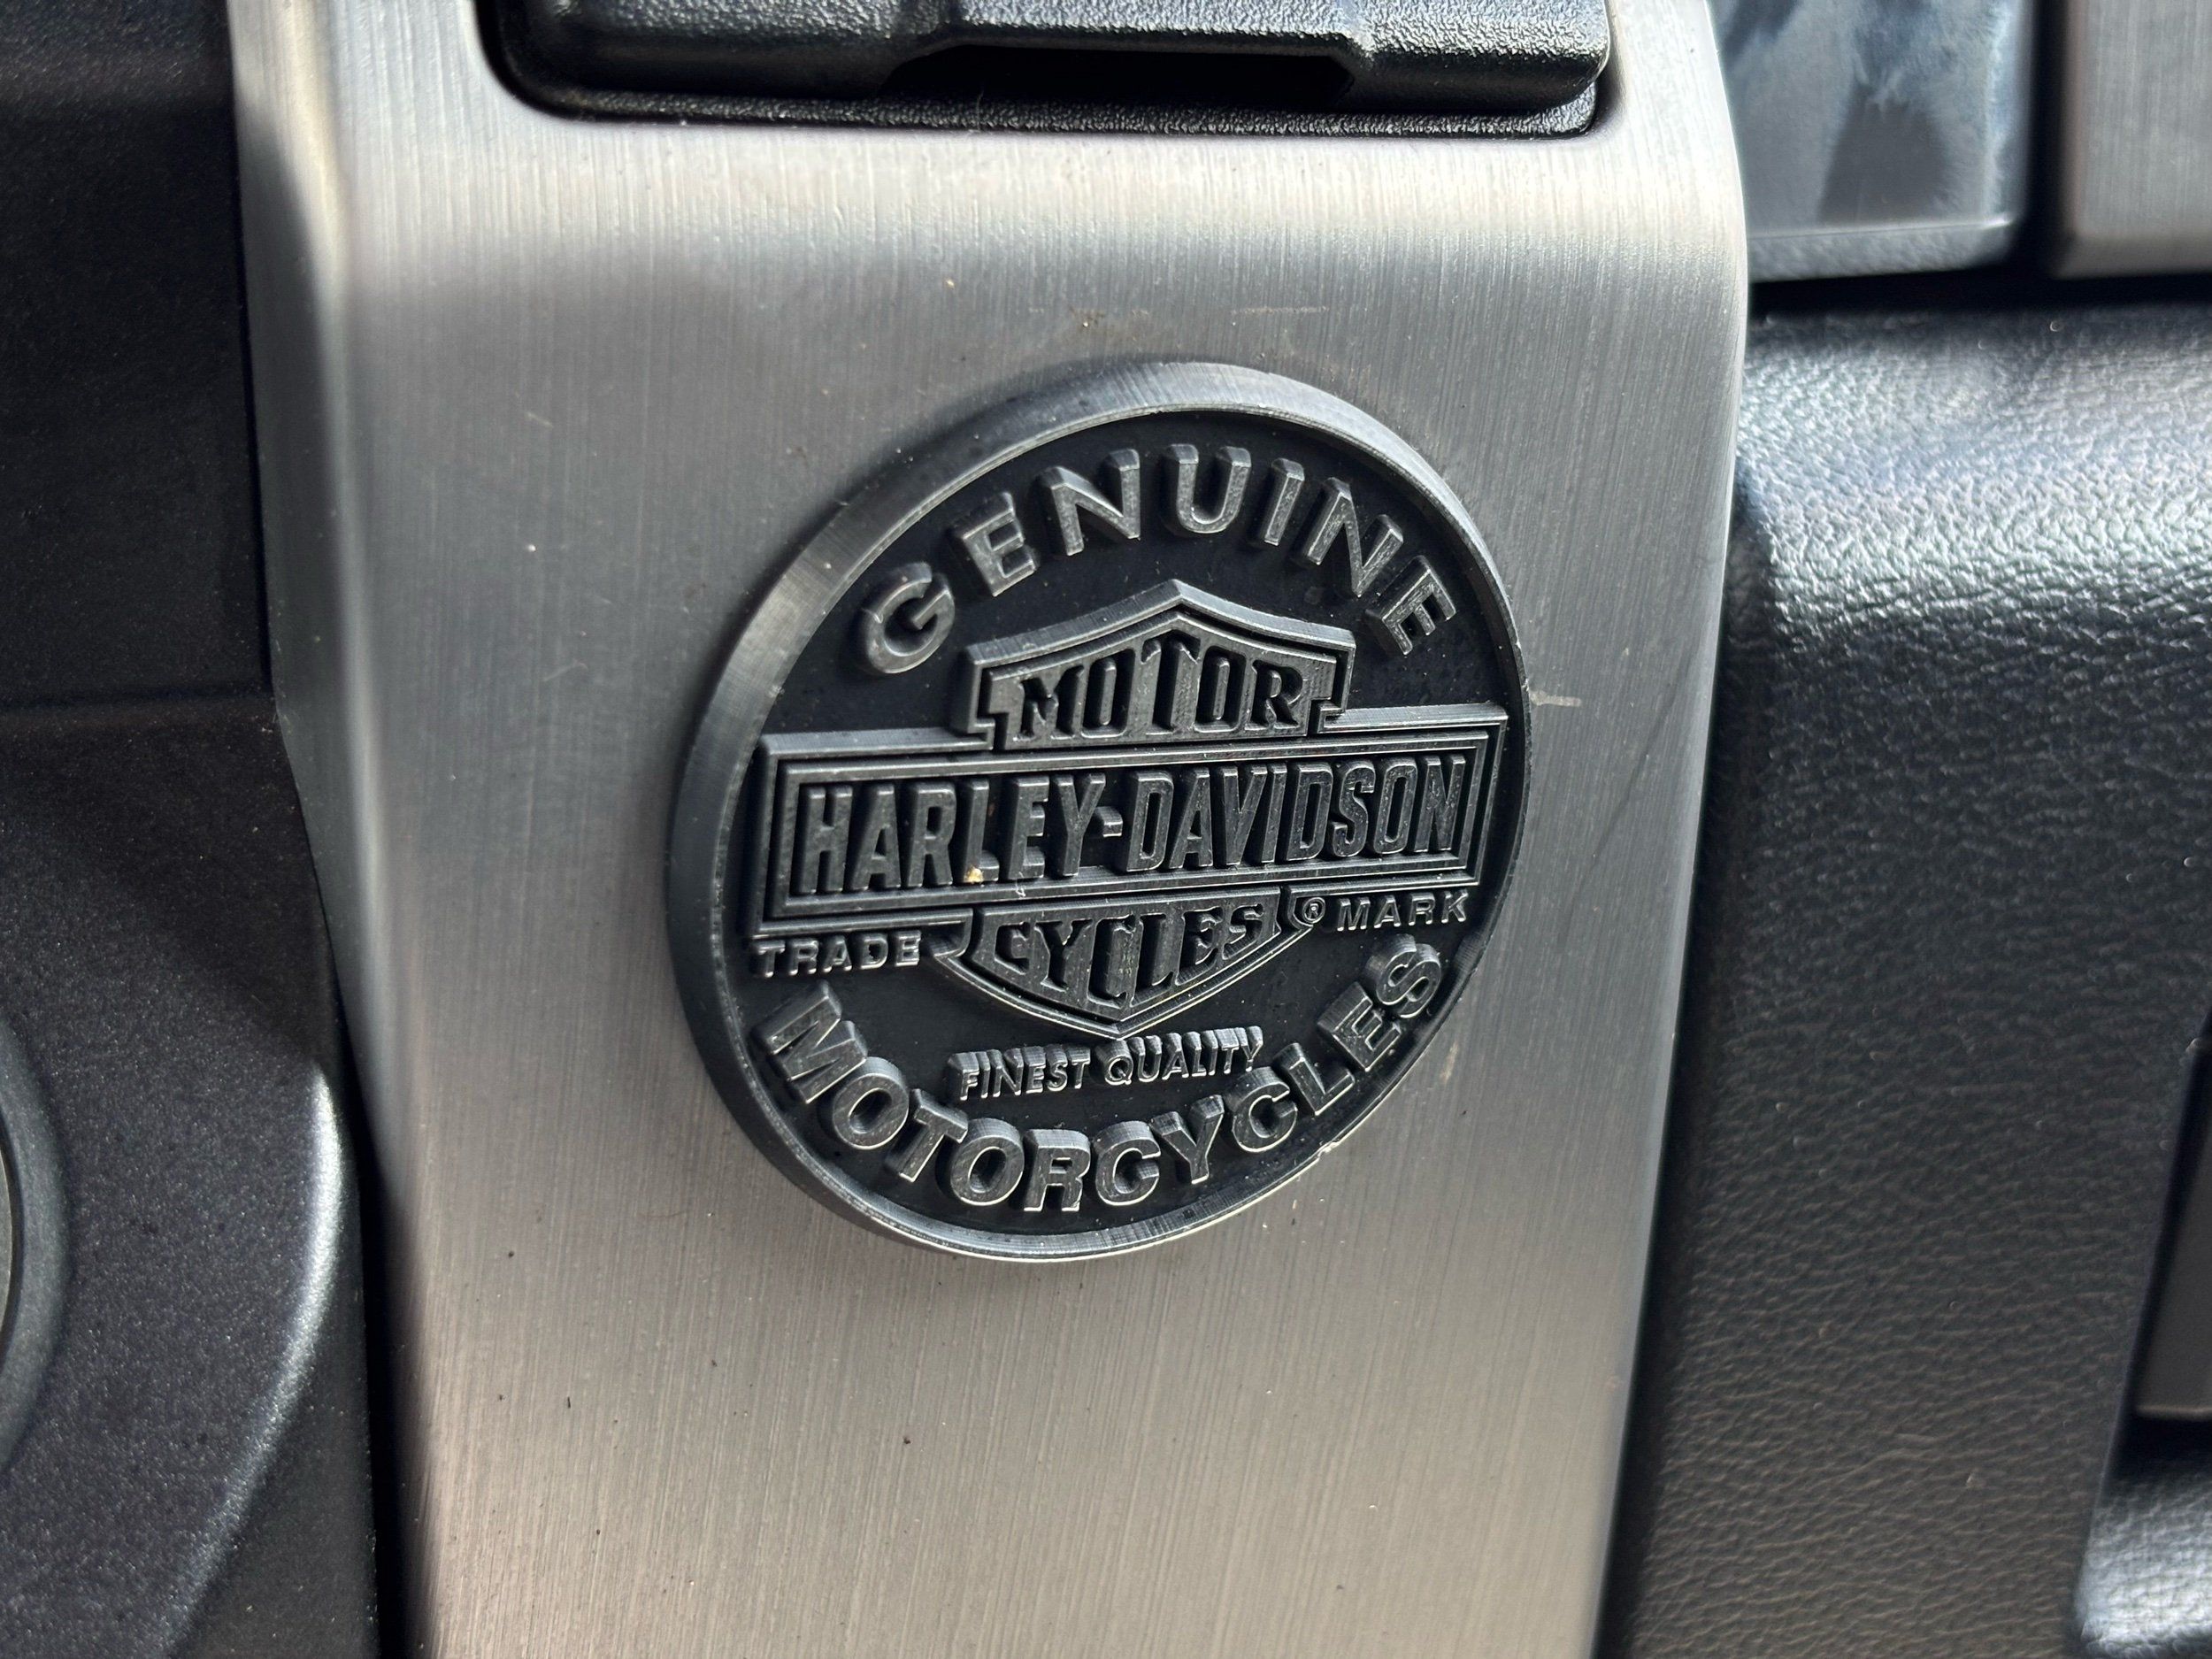 GENUINE
MOTOR
HARLEY-DAVIDSON
CYCLES
TRADE ® MARK
FINEST QUALITY
MOTORCYCLES